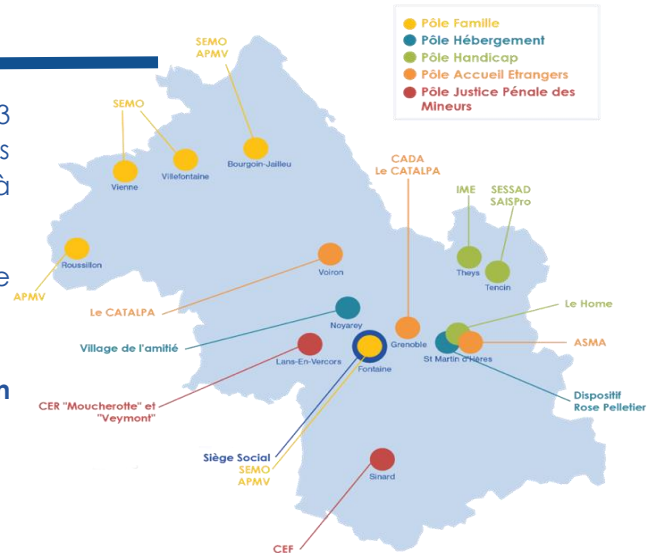 3
s
à
e
n
Pôle Famille
Pôle Hébergement
Pôle Handicap
Pôle Accueil Etrangers
Pôle Justice Pénale des
Mineurs
SEMO
APMV
SEMO
Bourgoin-Jailleu
Villefontaine
Vienne
CADA
Le CATALPA
IME
SESSAD
SAISPro
Roussillon
APMV
Voiron
Theys
Tencin
Le CATALPA
Le Home
Noyarey
Grenoble
ASMA
Village de l'amitié
Lans-En-Vercors
Fontaine
St Martin d'Hères
Dispositif
Rose Pelletier
CER "Moucherotte" et
"Veymont"
Siège Social
SEMO
APMV
Sinard
CEF